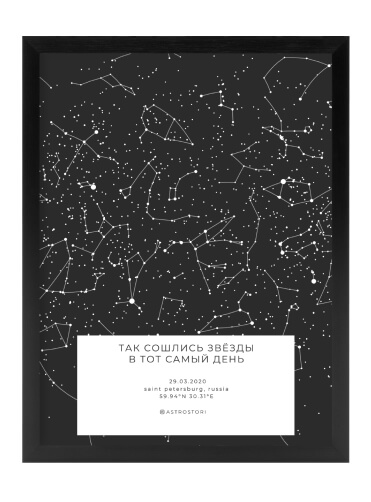 ТАК СОШЛИСЬ ЗВЁЗДЫ
В ТОТ САМЫЙ ДЕНЬ
29.03.2020
saint petersburg, russia
59.94°N 30.31°E
@ASTROSTORI